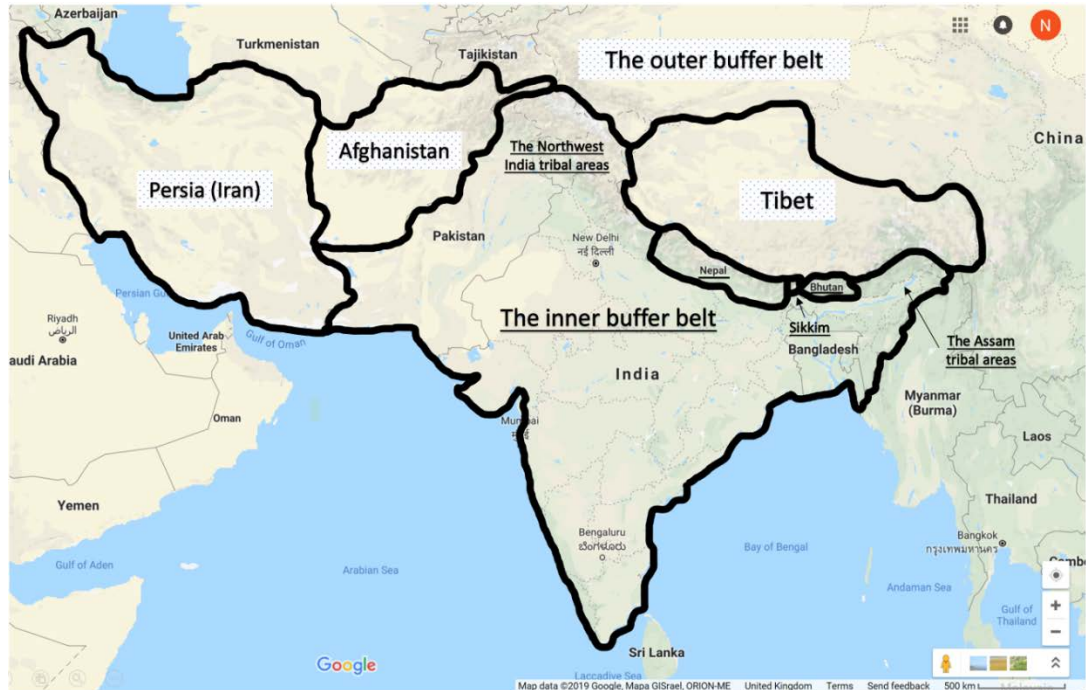 Azerbaijan
N
Turkmenistan
Tajikistan
The outer buffer belt
China
Afghanistan
The Northwest
India tribal areas
Persia (Iran)
Tibet
Pakistan
New Delhi
नई दिल्ली
Nepal
Bhutan
Persian Gu
Riyadh
الرياض
United Arab
Emirates
Gulf of Oman
The inner buffer belt
Sikkim
Bangladesh
The Assam
tribal areas
audi Arabia
India
Myanmar
(Burma)
Oman
Laos
Yemen
Thailand
Bengaluru
ಬೆಂಗಳೂರು
Bangkok
กรุงเทพมหานคร
Bay of Bengal
Gulf of Aden
Arabian Sea
Andaman Sea
Gulf of
Thailand
Sri Lanka
Google
Laccadive Sea
Map data ©2019 Google, Mapa GISrael, ORION-ME United Kingdom Terms Send feedback 500 km